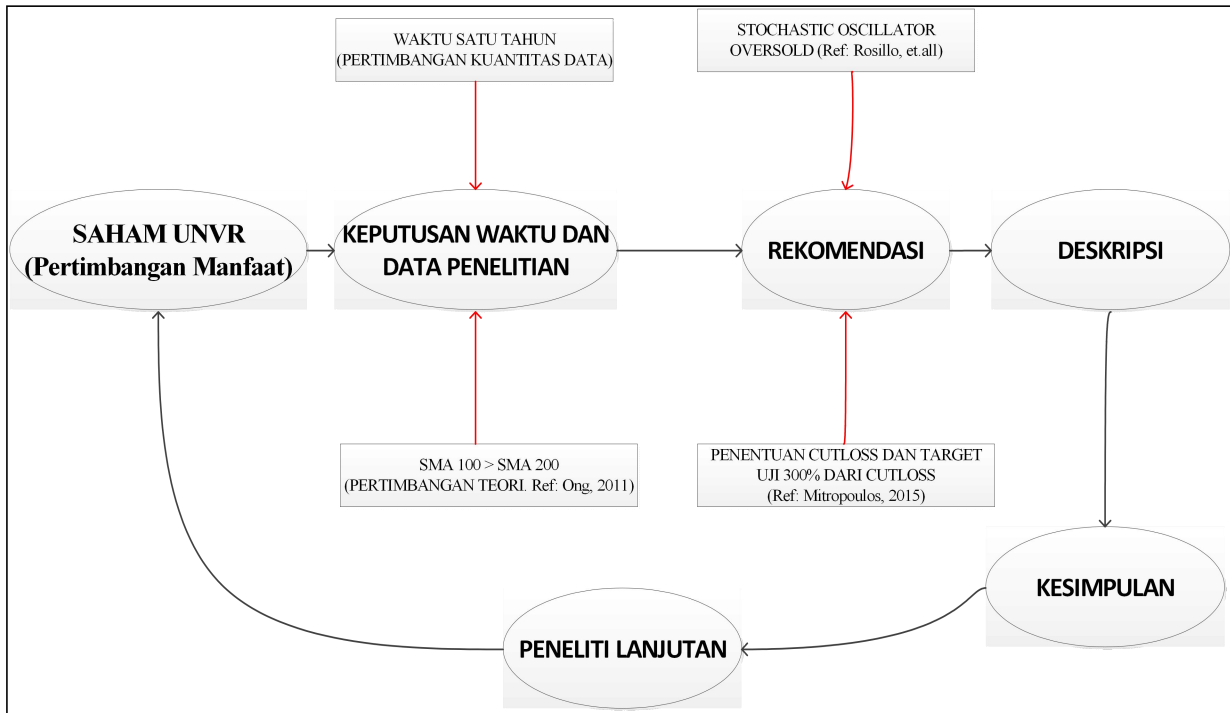 WAKTU SATU TAHUN
(PERTIMBANGAN KUANTITAS DATA)
STOCHASTIC OSCILLATOR
OVERSOLD (Ref: Rosillo, et.all)
SAHAM UNVR
(Pertimbangan Manfaat)
KEPUTUSAN WAKTU DAN
DATA PENELITIAN
REKOMENDASI
DESKRIPSI
SMA 100 > SMA 200
(PERTIMBANGAN TEORI. Ref: Ong, 2011)
PENENTUAN CUTLOSS DAN TARGET
UJI 300% DARI CUTLOSS
(Ref: Mitropoulos, 2015)
KESIMPULAN
PENELITI LANJUTAN